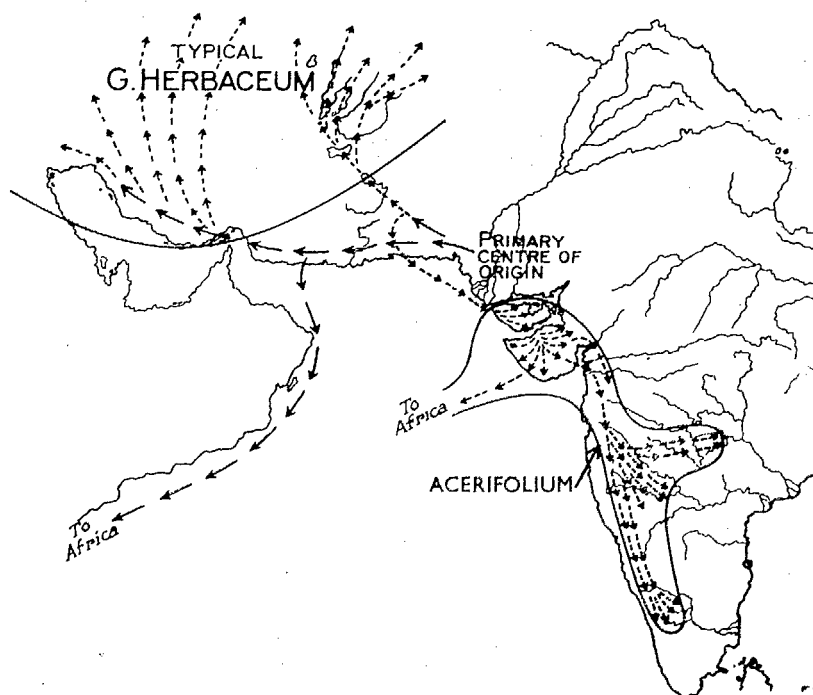 TYPICAL
G. HERBACEUM
PRIMARY
CENTRE OF
ORIGIN
To
Africa
ACERIFOLIUM
To
Africa